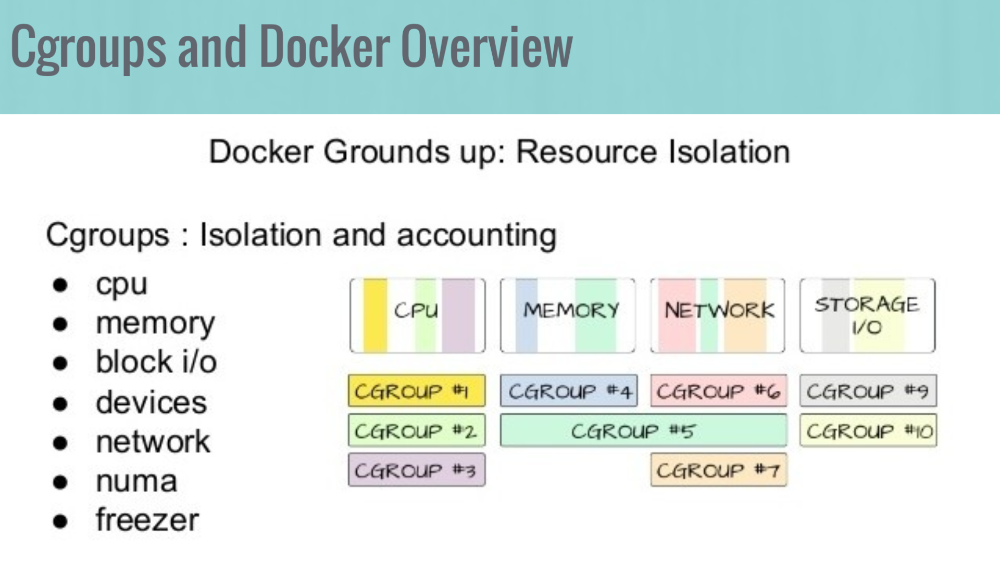 Cgroups and Docker Overview
Docker Grounds up: Resource Isolation
Cgroups : Isolation and accounting
● cpu
● memory
● block i/o
● devices
● network
● numa
● freezer
CPU
MEMORY
NETWORK
STORAGE
I/O
CGROUP #1
CGROUP #4
CGROUP #6
CGROUP #9
CGROUP #2
CGROUP #5
CGROUP #10
CGROUP #3
CGROUP #7